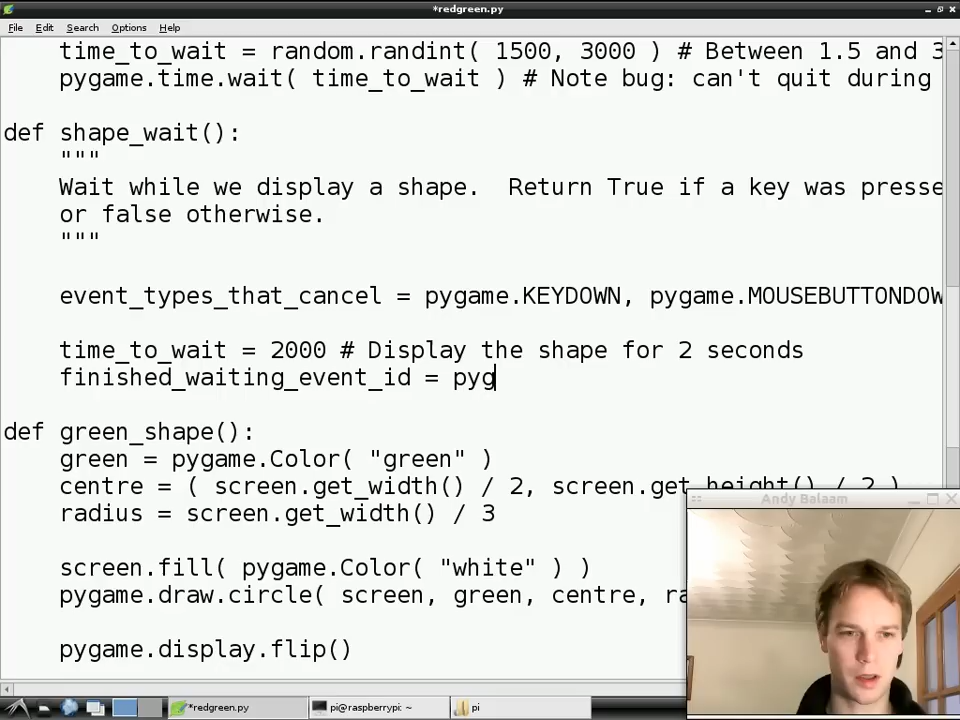 *redgreen.py
File Edit Search Options Help
time_to_wait = random.randint( 1500, 3000 ) # Between 1.5 and 3
pygame.time.wait( time_to_wait ) # Note bug: can't quit during
def shape_wait():
"""
Wait while we display a shape.  Return True if a key was presse
or false otherwise.
"""
event_types_that_cancel = pygame.KEYDOWN, pygame.MOUSEBUTTONDOW
time_to_wait = 2000 # Display the shape for 2 seconds
finished_waiting_event_id = pyg
def green_shape():
green = pygame.Color( "green" )
centre = ( screen.get_width() / 2, screen.get_height() / 2 )
radius = screen.get_width() / 3
Andy Balaam
screen.fill( pygame.Color( "white" ) )
pygame.draw.circle( screen, green, centre, ra
pygame.display.flip()
*redgreen.py pi@raspberrypi: ~ pi